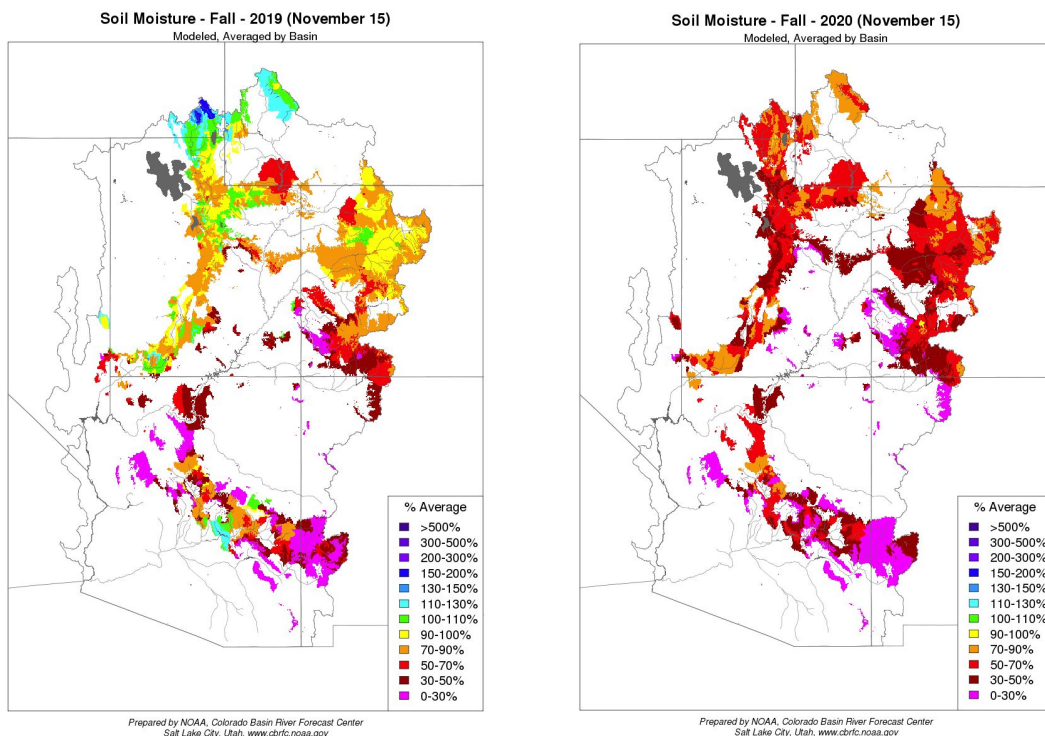 Soil Moisture - Fall - 2019 (November 15)
Modeled, Averaged by Basin
% Average
>500%
300-500%
200-300%
150-200%
130-150%
110-130%
100-110%
90-100%
70-90%
50-70%
30-50%
0-30%
Prepared by NOAA, Colorado Basin River Forecast Center
Salt Lake City, Utah, www.cbrfc.noaa.gov
Soil Moisture - Fall - 2020 (November 15)
Modeled, Averaged by Basin
% Average
>500%
300-500%
200-300%
150-200%
130-150%
110-130%
100-110%
90-100%
70-90%
50-70%
30-50%
0-30%
Prepared by NOAA, Colorado Basin River Forecast Center
Salt Lake City, Utah, www.cbrfc.noaa.gov